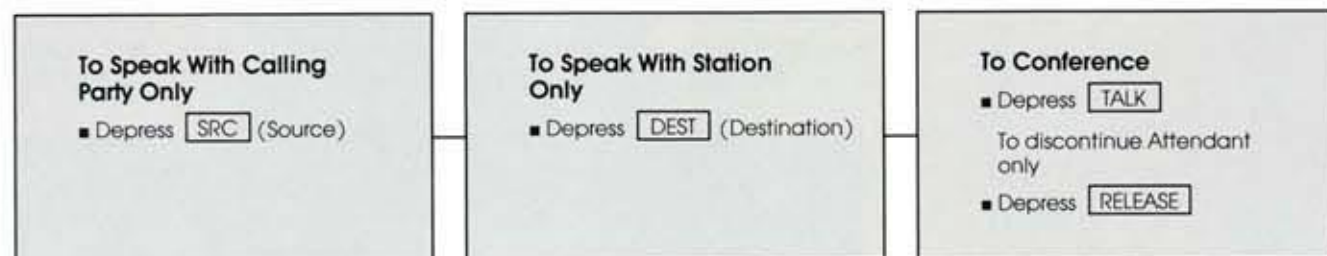 To Speak With Calling
Party Only
■ Depress SRC (Source)
To Speak With Station
Only
■ Depress DEST (Destination)
To Conference
■ Depress TALK
To discontinue Attendant
only
■ Depress RELEASE